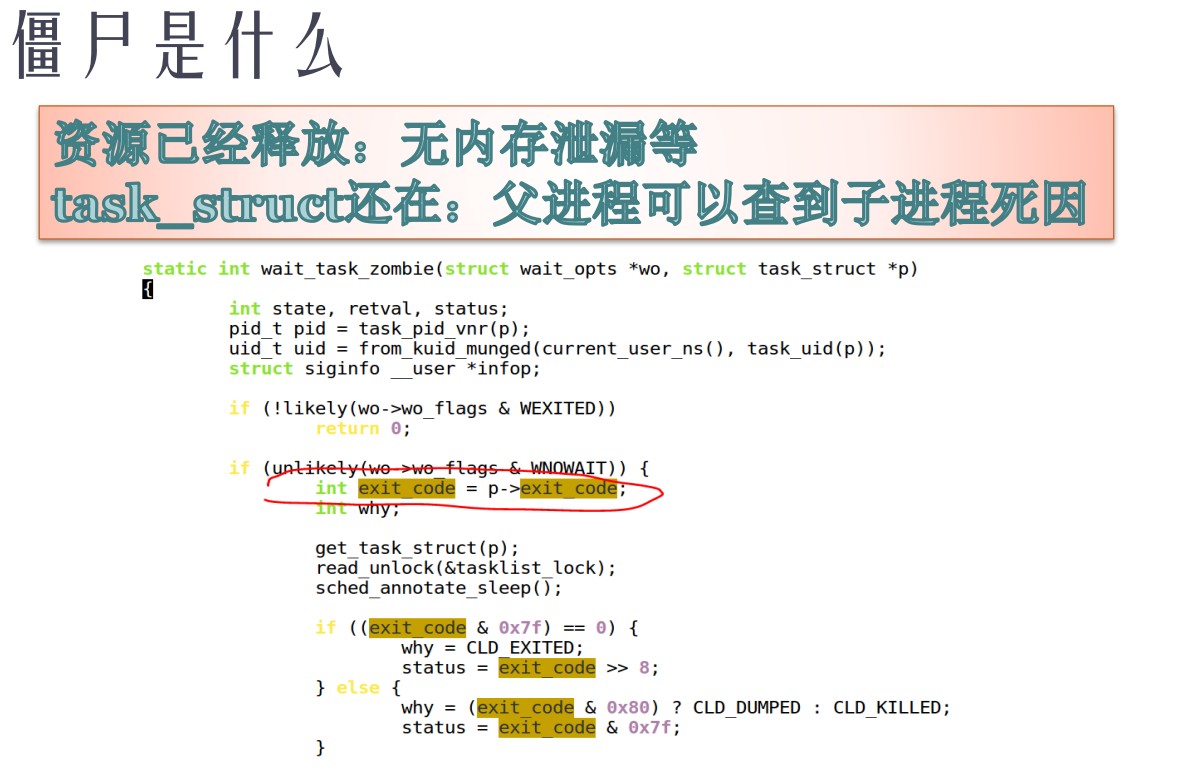 僵尸是什么
资源已经释放：无内存泄漏等
task_struct还在：父进程可以查到子进程死因
static int wait_task_zombie(struct wait_opts *wo, struct task_struct *p)
{
        int state, retval, status;
        pid_t pid = task_pid_vnr(p);
        uid_t uid = from_kuid_munged(current_user_ns(), task_uid(p));
        struct siginfo __user *infop;
        if (!likely(wo->wo_flags & WEXITED))
                return 0;
        if (unlikely(wo->wo_flags & WNOWAIT)) {
                int exit_code = p->exit_code;
                int why;
                get_task_struct(p);
                read_unlock(&tasklist_lock);
                sched_annotate_sleep();
                if ((exit_code & 0x7f) == 0) {
                        why = CLD_EXITED;
                        status = exit_code >> 8;
                } else {
                        why = (exit_code & 0x80) ? CLD_DUMPED : CLD_KILLED;
                        status = exit_code & 0x7f;
                }